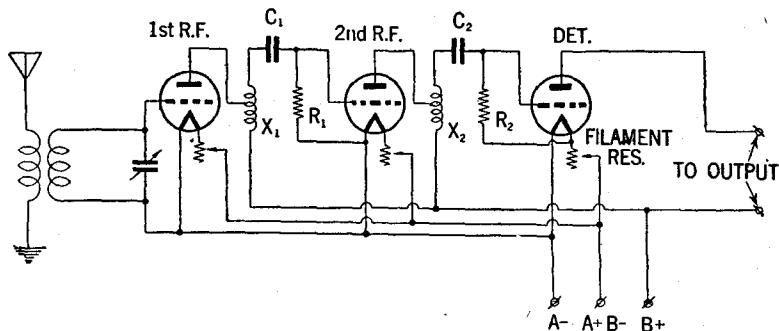 1st R.F.
C1
2nd R.F.
C2
DET.
X1
R1
X2
R2
FILAMENT
RES.
TO OUTPUT
A- A+ B- B+